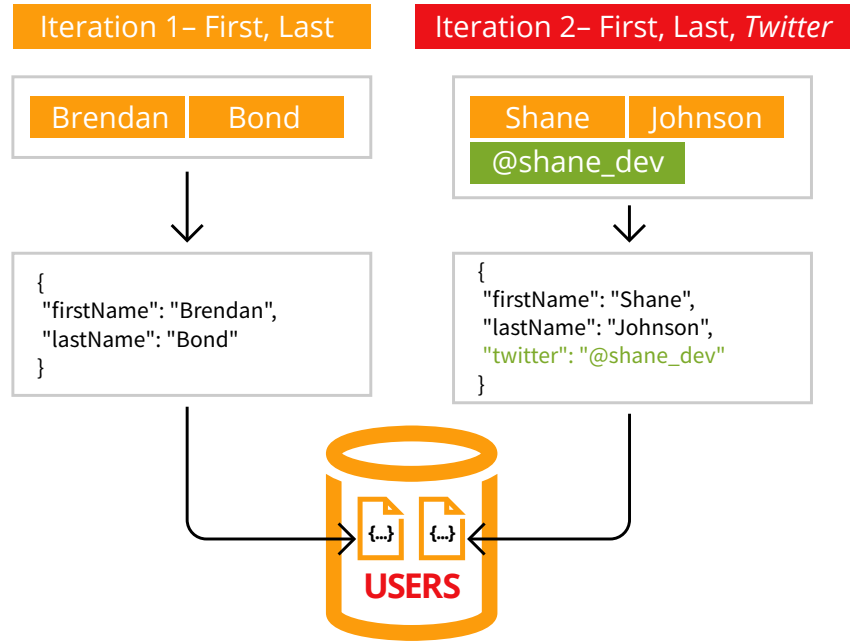 Iteration 1– First, Last
Brendan Bond
{
"firstName": "Brendan",
"lastName": "Bond"
}
Iteration 2– First, Last, Twitter
Shane Johnson
@shane_dev
{
"firstName": "Shane",
"lastName": "Johnson",
"twitter": "@shane_dev"
}
{...} {...}
USERS